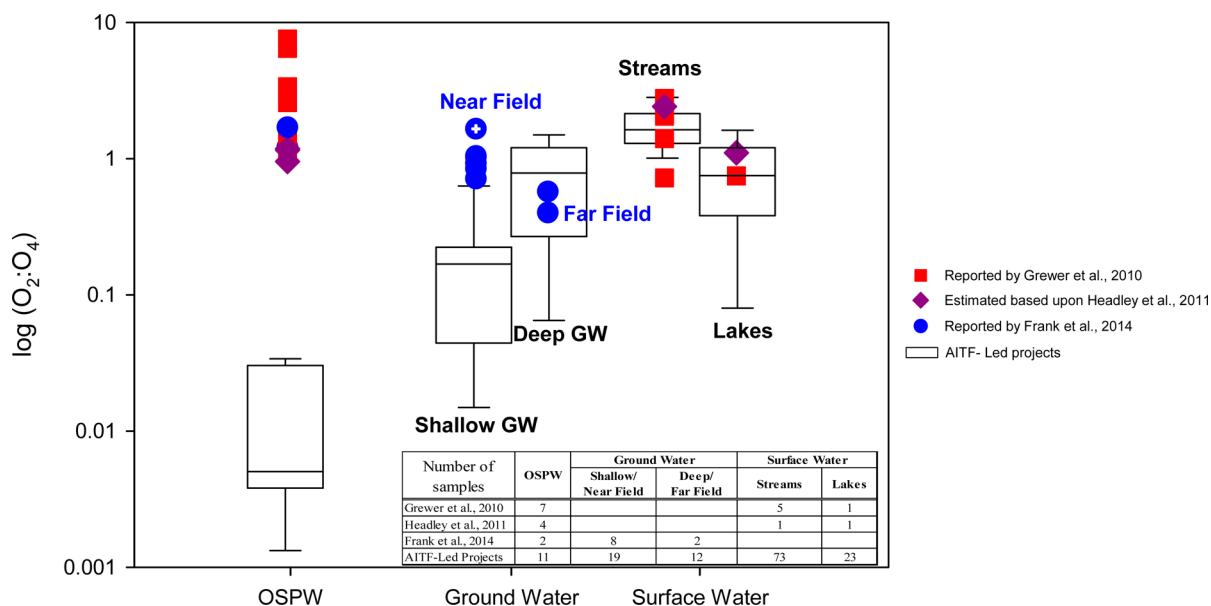 10
1
0.1
0.01
0.001
log (O₂:O₄)
Streams
Near Field
Far Field
Deep GW
Lakes
Shallow GW
Reported by Grewer et al., 2010
Estimated based upon Headley et al., 2011
Reported by Frank et al., 2014
AITF- Led projects
Number of samples OSPW Ground Water Surface Water
Shallow/ Near Field Deep/ Far Field Streams Lakes
Grewer et al., 2010 7 5 1
Headley et al., 2011 4 1 1
Frank et al., 2014 2 8 2
AITF-Led Projects 11 19 12 73 23
OSPW Ground Water Surface Water